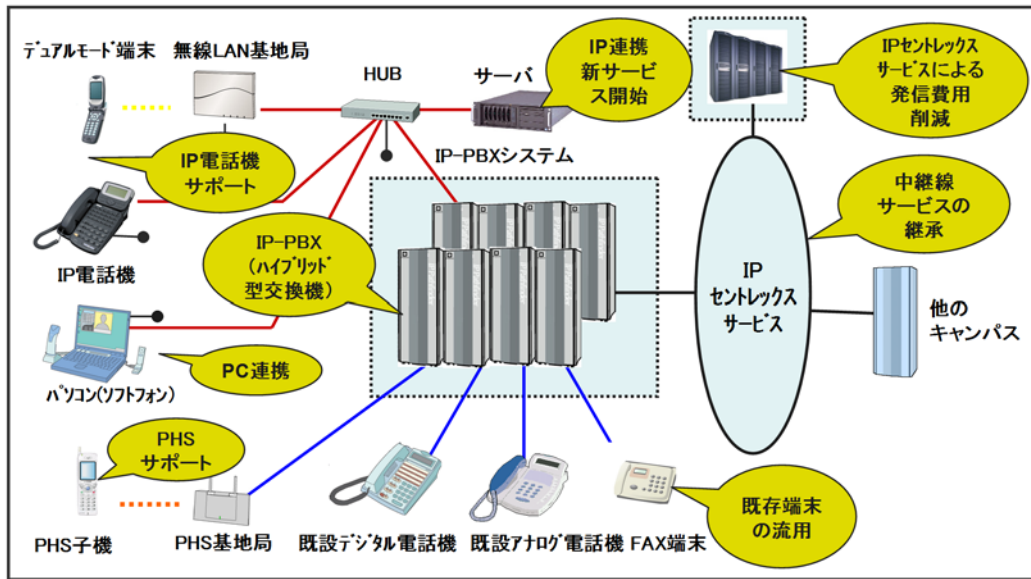 ﾃﾞュアルモード端末
無線LAN基地局
HUB
サーバ
IP連携
新サービ
ス開始
IPセントレックス
サービスによる
発信費用
削減
IP電話機
サポート
IP-PBXシステム
中継線
サービスの
継承
IP電話機
IP-PBX
(ﾊｲﾌﾞﾘｯﾄﾞ
型交換機)
IP
セントレックス
サービス
他の
キャンパス
PC連携
ﾊﾟソコン(ソフトフォン)
PHS
サポート
既存端末
の流用
PHS子機
PHS基地局
既設デジタル電話機
既設アナログ電話機
FAX端末